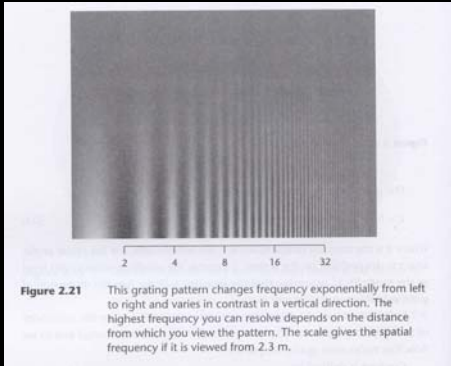 2 4 8 16 32
Figure 2.21 This grating pattern changes frequency exponentially from left
to right and varies in contrast in a vertical direction. The
highest frequency you can resolve depends on the distance
from which you view the pattern. The scale gives the spatial
frequency if it is viewed from 2.3 m.